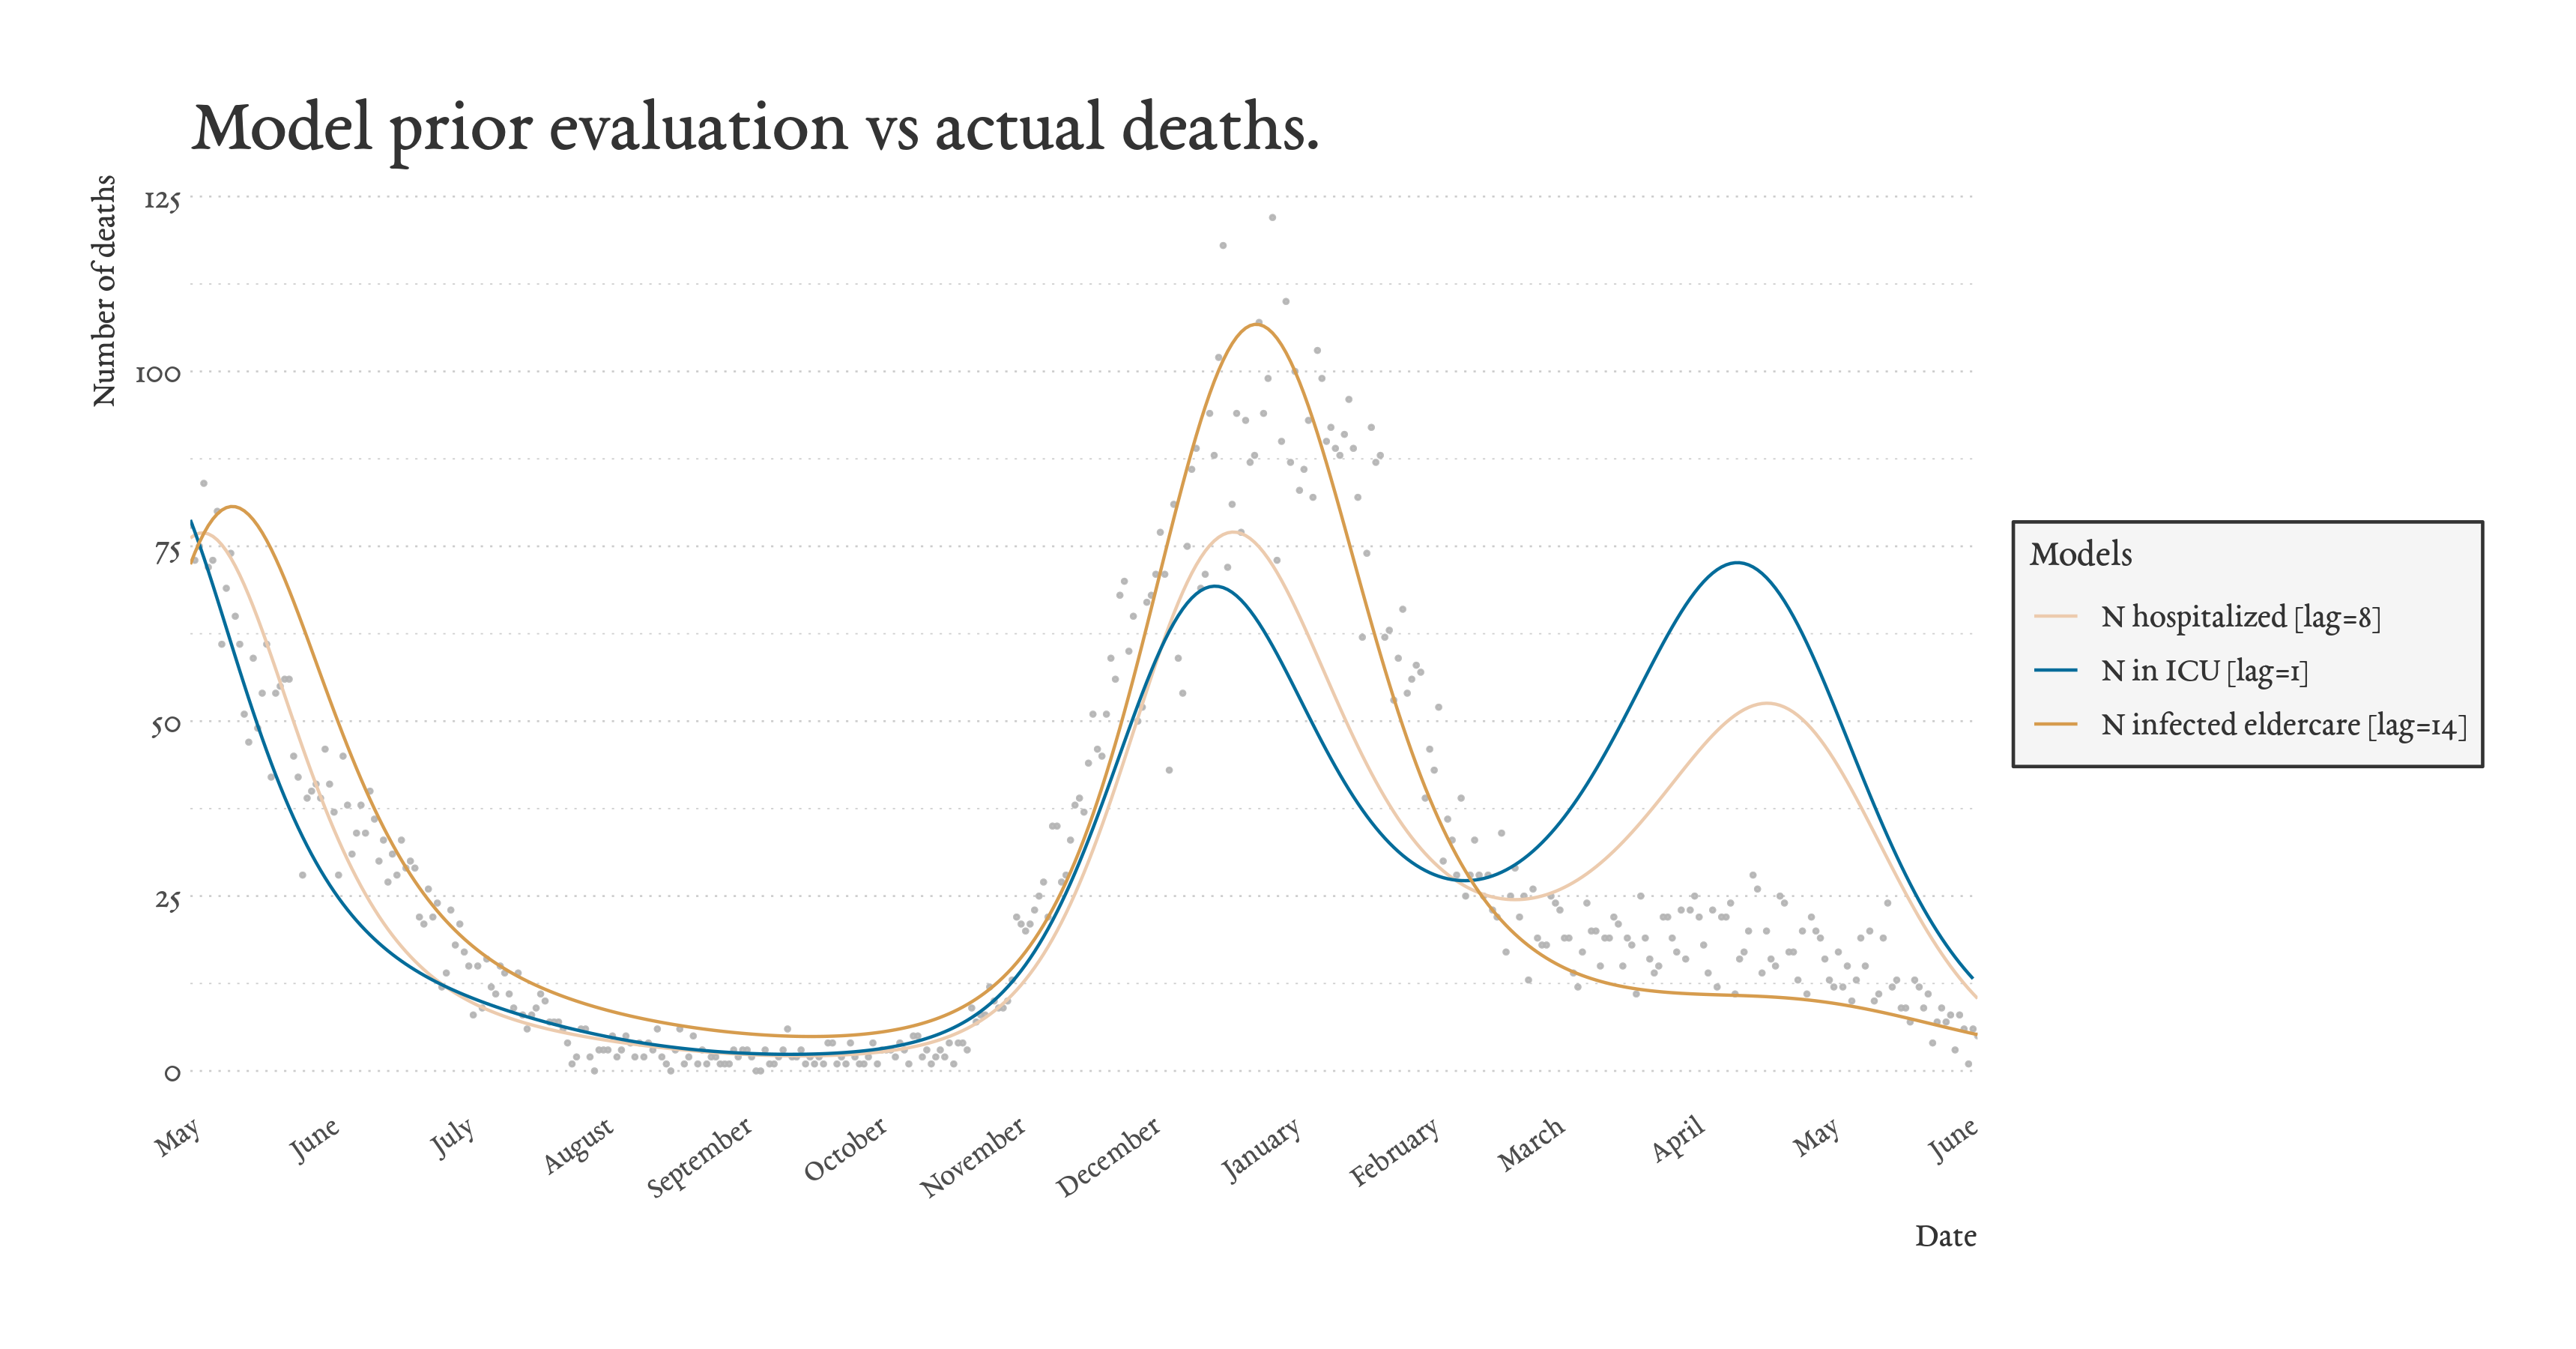 Model prior evaluation vs actual deaths.
Number of deaths
125
100
75
50
25
0
May
June
July
August
September
October
November
December
January
February
March
April
May
June
Date
Models
N hospitalized [lag=8]
N in ICU [lag=1]
N infected eldercare [lag=14]